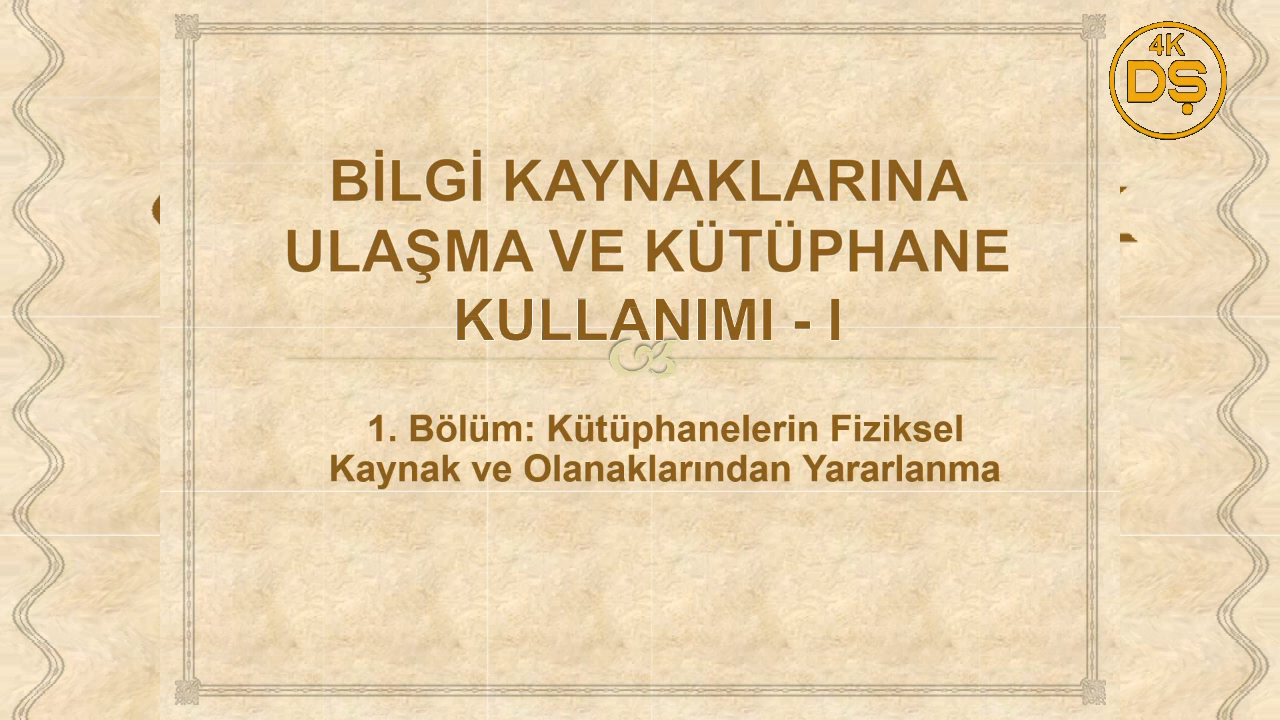 4K
DŞ
BİLGİ KAYNAKLARINA
ULAŞMA VE KÜTÜPHANE
KULLANIMI - I
1. Bölüm: Kütüphanelerin Fiziksel
Kaynak ve Olanaklarından Yararlanma